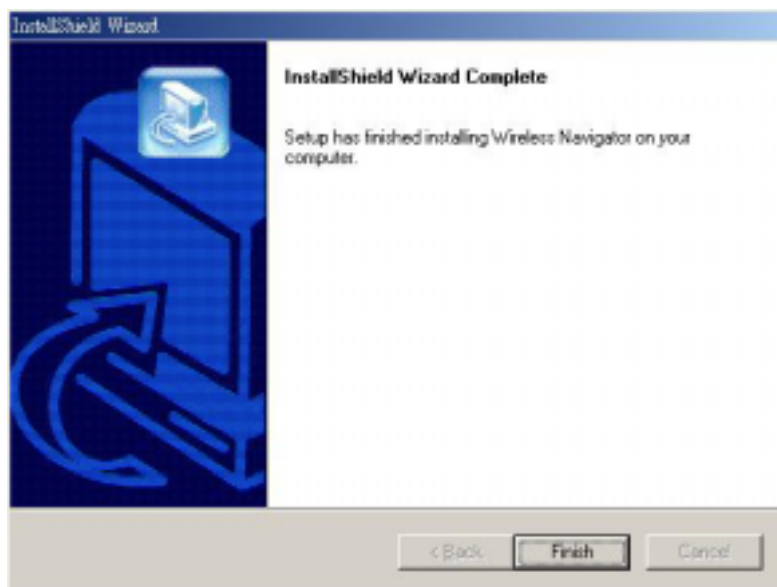 InstallShield Wizard
InstallShield Wizard Complete
Setup has finished installing Wireless Navigator on your
computer.
< Back
Finish
Cancel